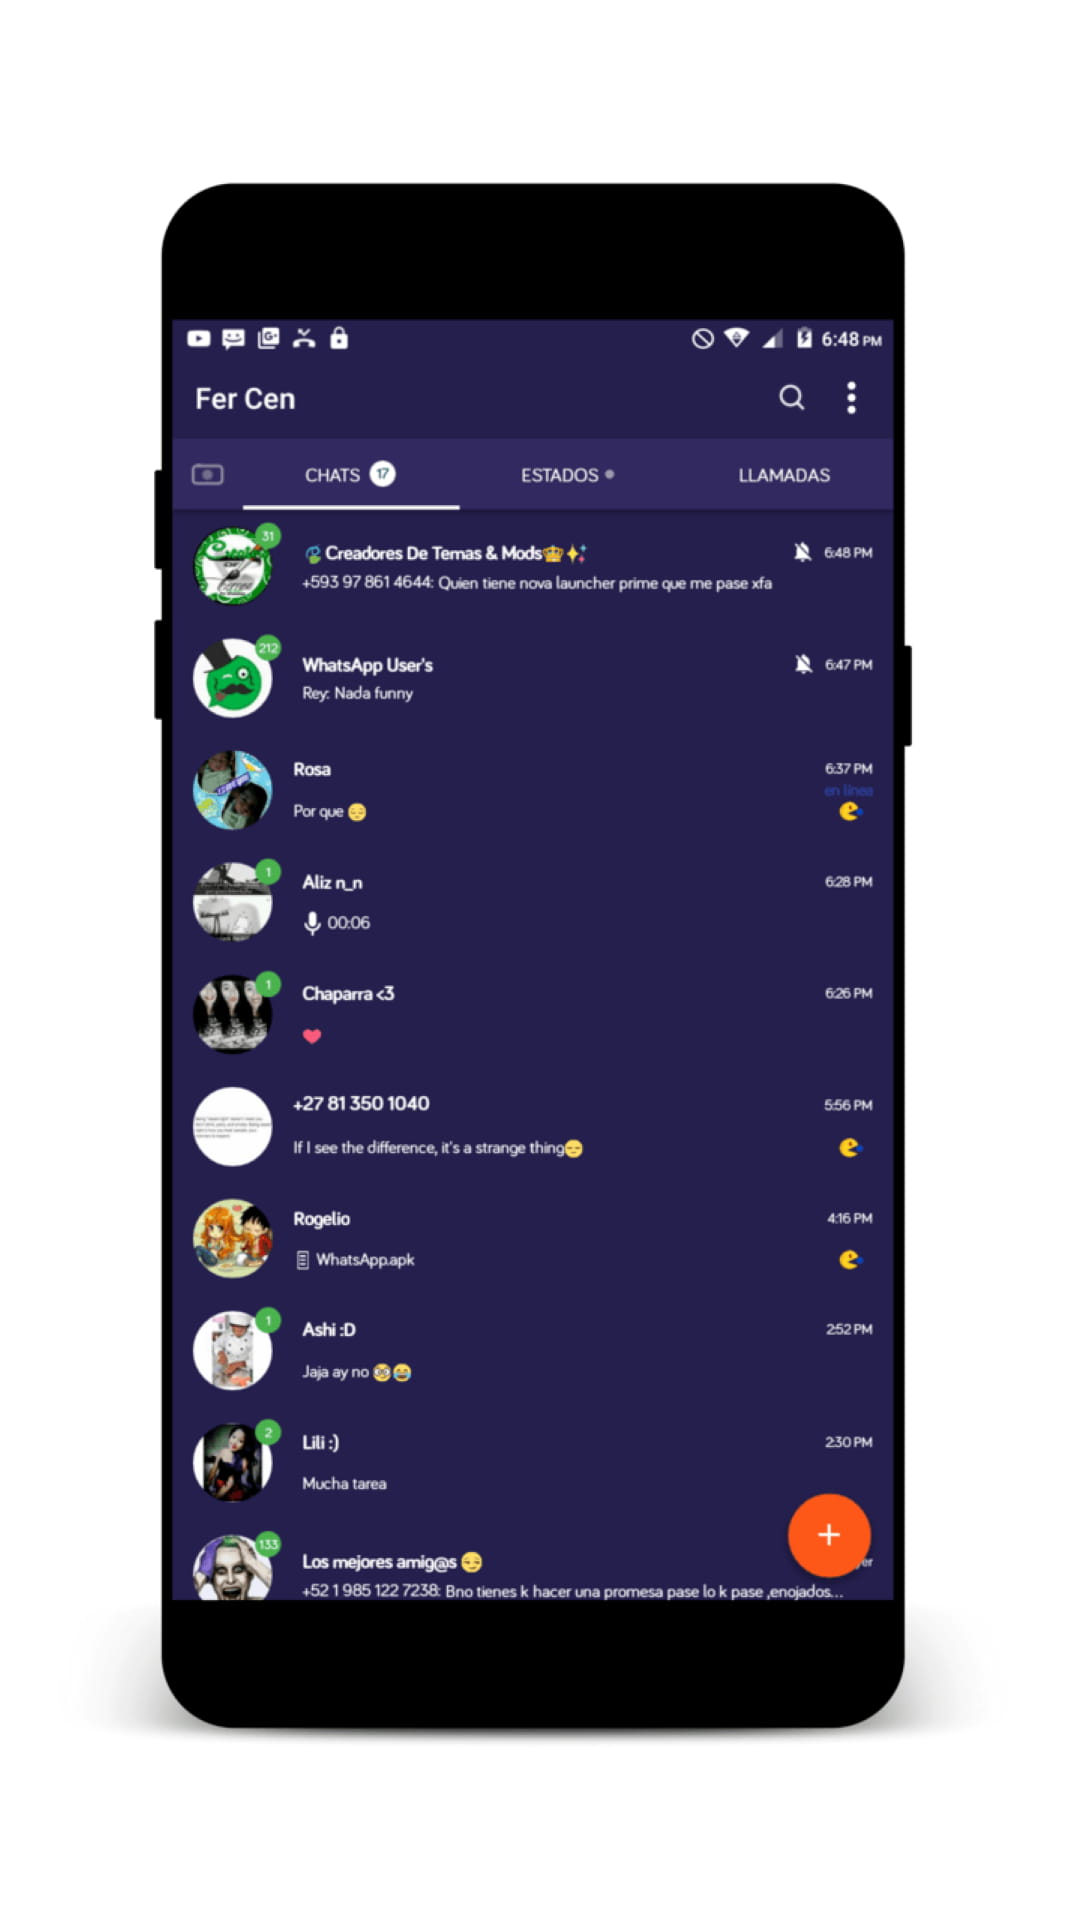 6:48 PM
Fer Cen
CHATS 17
ESTADOS
LLAMADAS
31
Creadores De Temas & Mods👑✨
6:48 PM
+593 97 861 4644: Quien tiene nova launcher prime que me pase xfa
212
WhatsApp User's
6:47 PM
Rey: Nada funny
Rosa
6:37 PM
en línea
Por que 😔
1
Aliz n_n
6:28 PM
00:06
1
Chaparra <3
6:26 PM
❤
+27 81 350 1040
5:56 PM
If I see the difference, it's a strange thing😔
Rogelio
4:16 PM
WhatsApp.apk
1
Ashi :D
2:52 PM
Jaja ay no 🤓😂
2
Lili :)
2:30 PM
Mucha tarea
133
Los mejores amig@s 😏
+52 1 985 122 7238: Bno tienes k hacer una promesa pase lo k pase ,enojados...